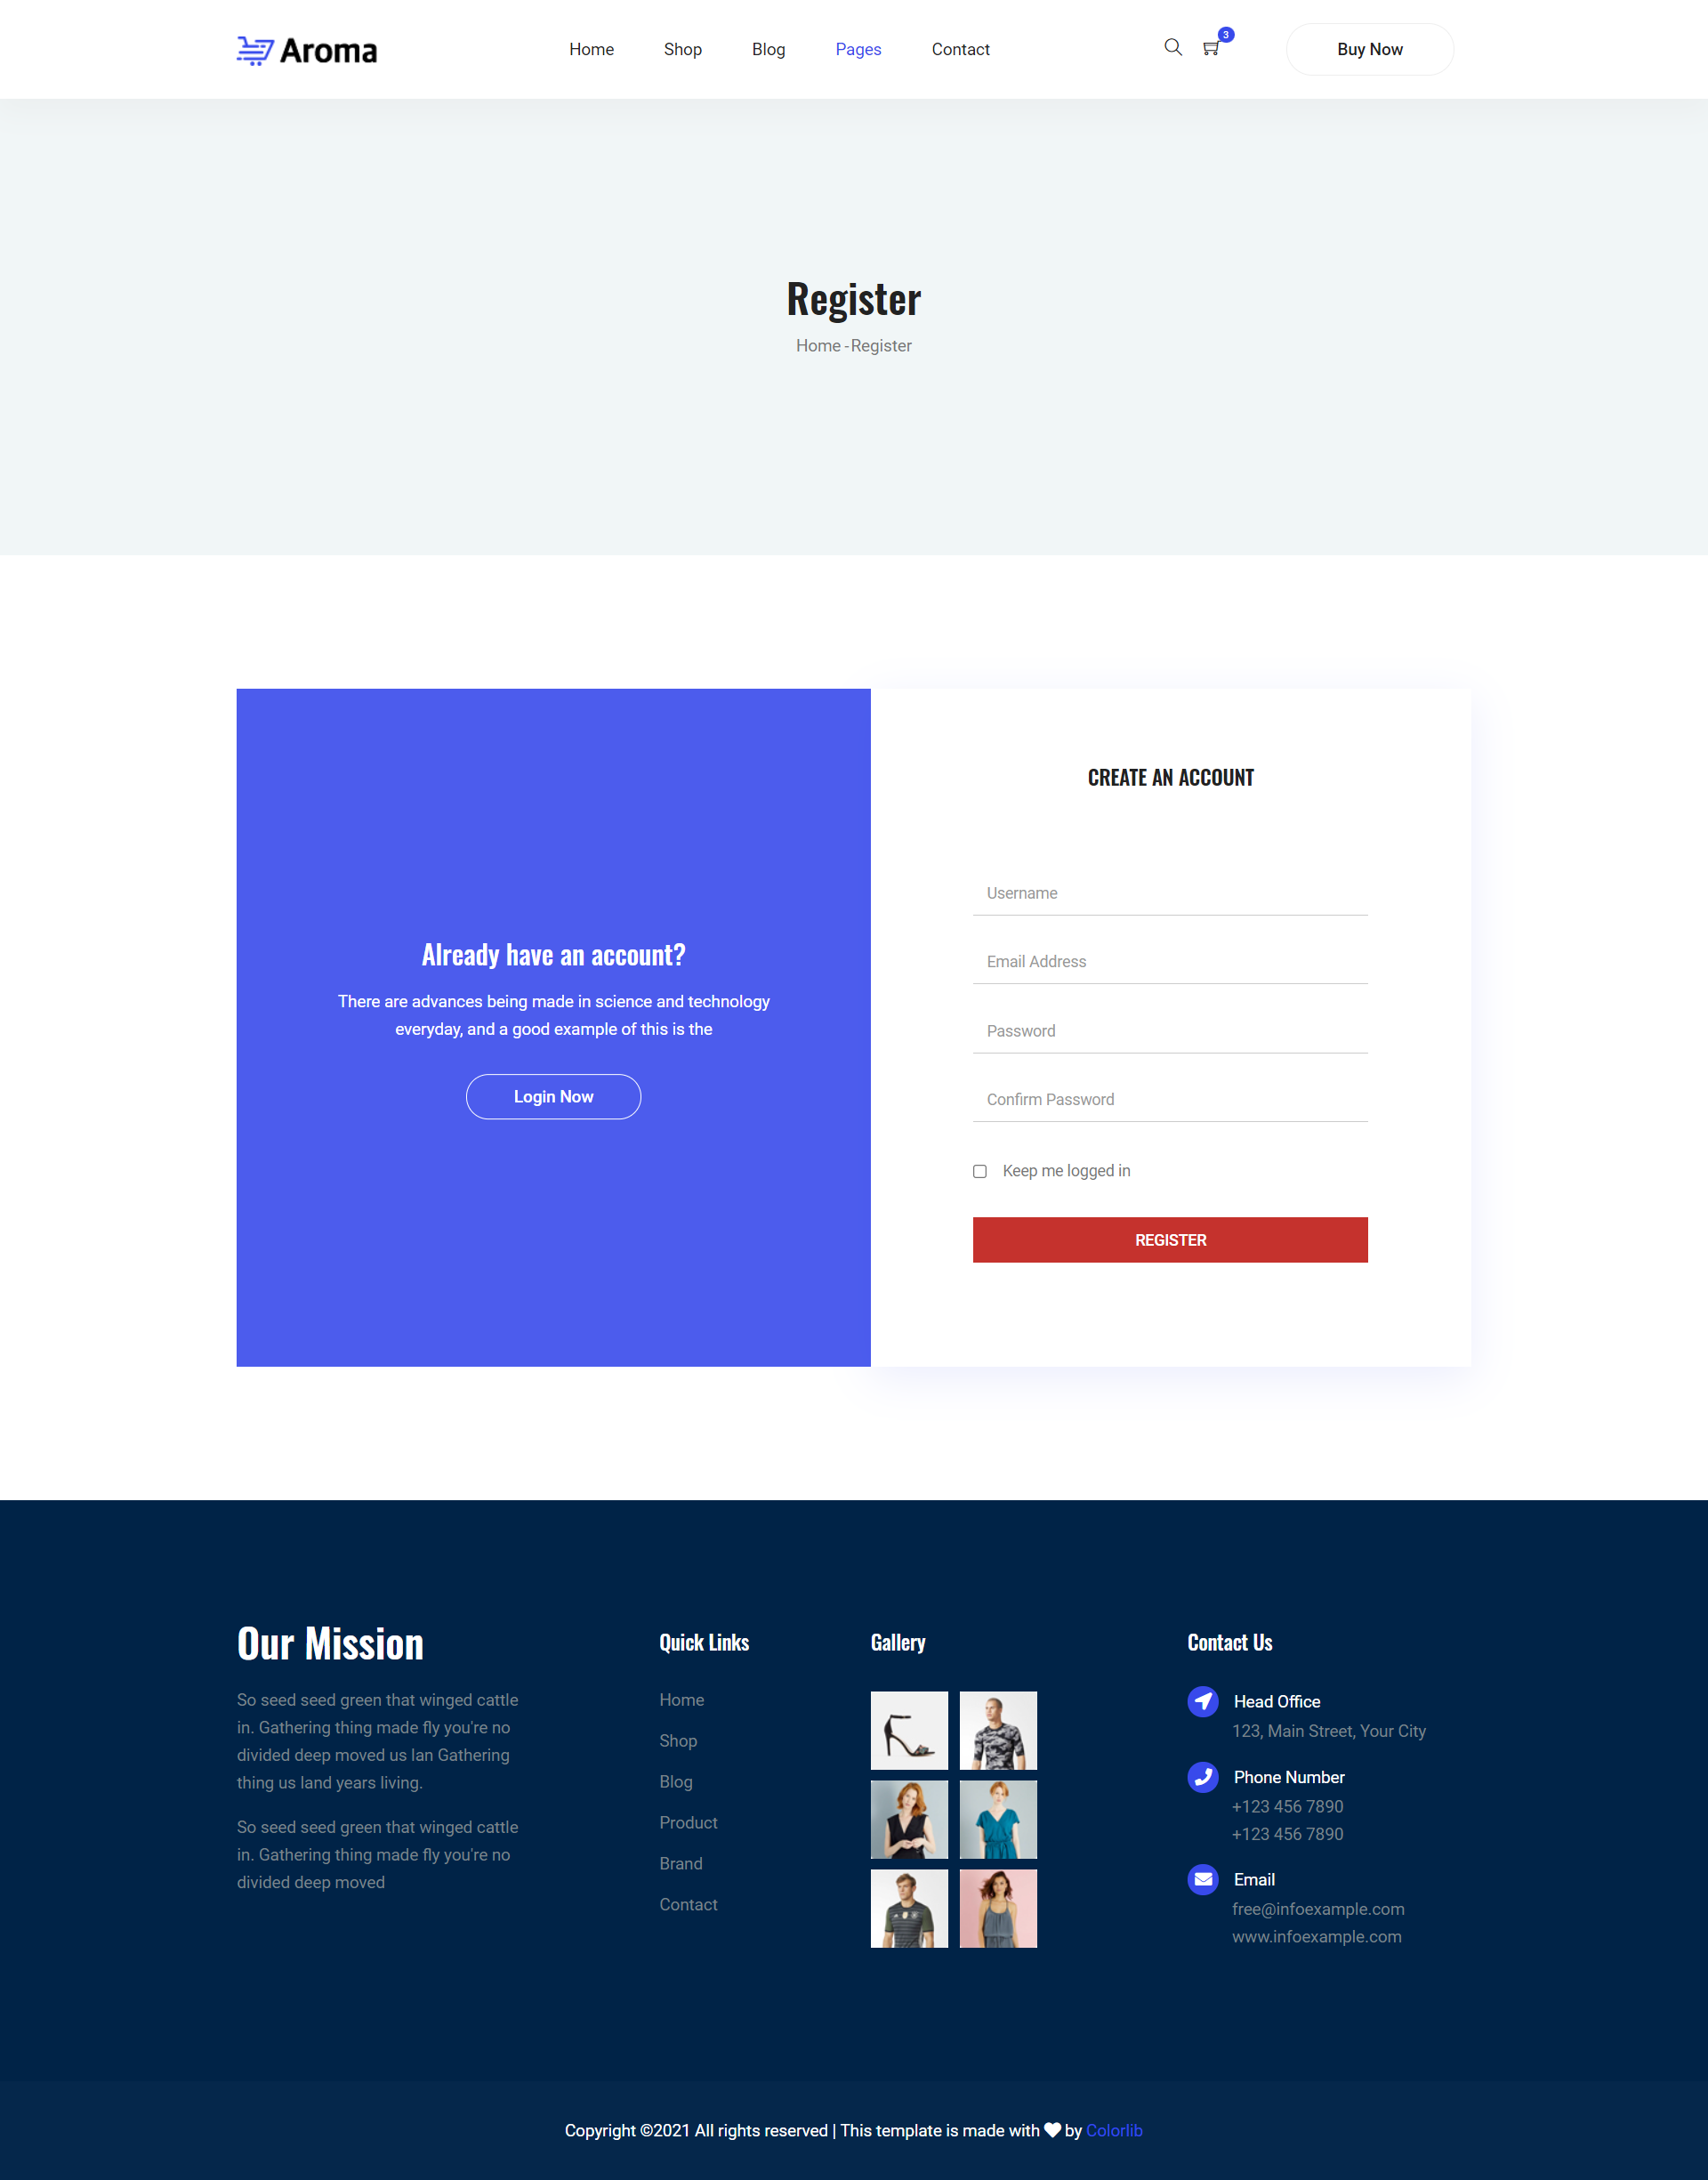 Aroma
Home
Shop
Blog
Pages
Contact
3
Buy Now
Register
Home - Register
Already have an account?
There are advances being made in science and technology
everyday, and a good example of this is the
Login Now
CREATE AN ACCOUNT
Username
Email Address
Password
Confirm Password
Keep me logged in
REGISTER
Our Mission
So seed seed green that winged cattle
in. Gathering thing made fly you're no
divided deep moved us lan Gathering
thing us land years living.
So seed seed green that winged cattle
in. Gathering thing made fly you're no
divided deep moved
Quick Links
Home
Shop
Blog
Product
Brand
Contact
Gallery
Contact Us
Head Office
123, Main Street, Your City
Phone Number
+123 456 7890
+123 456 7890
Email
free@infoexample.com
www.infoexample.com
Copyright ©2021 All rights reserved | This template is made with by Colorlib